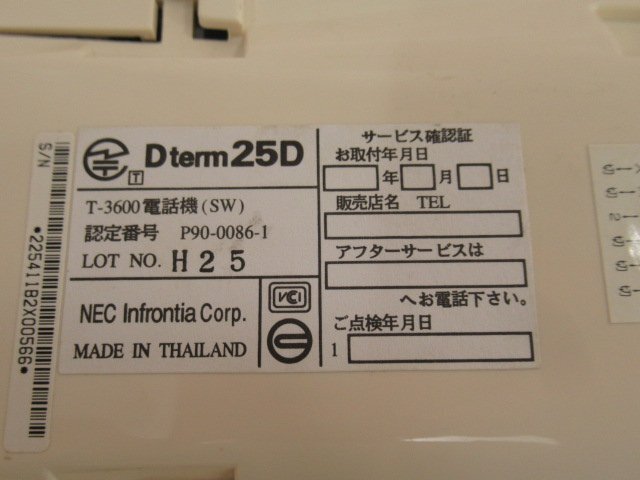 S/N
*22541182X00566*
T
Dterm25D
T-3600電話機(SW)
認定番号 P90-0086-1
LOT NO. H25
NEC Infrontia Corp.
MADE IN THAILAND
VCI
サービス確認証
お取付年月日
年 月 日
販売店名 TEL
アフターサービスは
へお電話下さい。
ご点検年月日
1